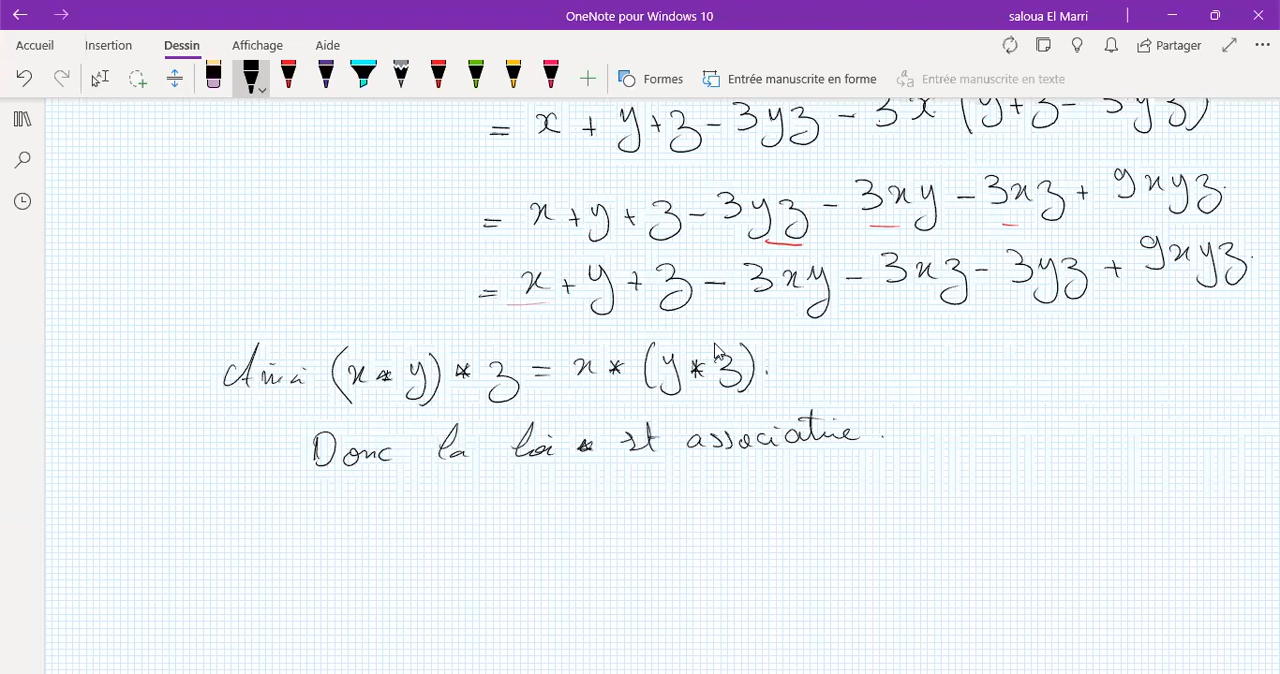 OneNote pour Windows 10
saloua El Marri
Accueil Insertion Dessin Affichage Aide
Partager
Formes Entrée manuscrite en forme Entrée manuscrite en texte
= x + y + z - 3yz - 3x (y + z - 3yz)
= x + y + z - 3yz - 3xy - 3xz + 9xyz.
= x + y + z - 3xy - 3xz - 3yz + 9xyz.
Ainsi (x * y) * z = x * (y * z).
Donc la loi * est associative.